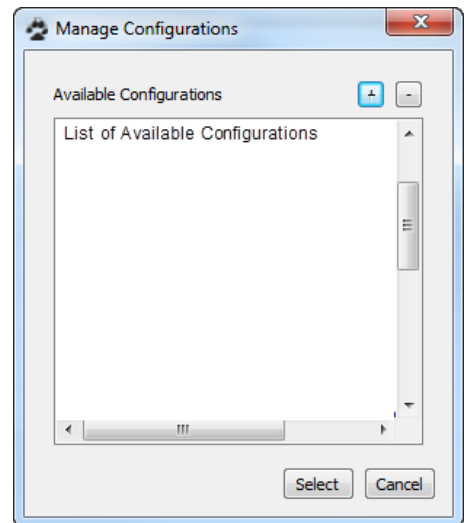 Manage Configurations
Available Configurations + -
List of Available Configurations
Select Cancel